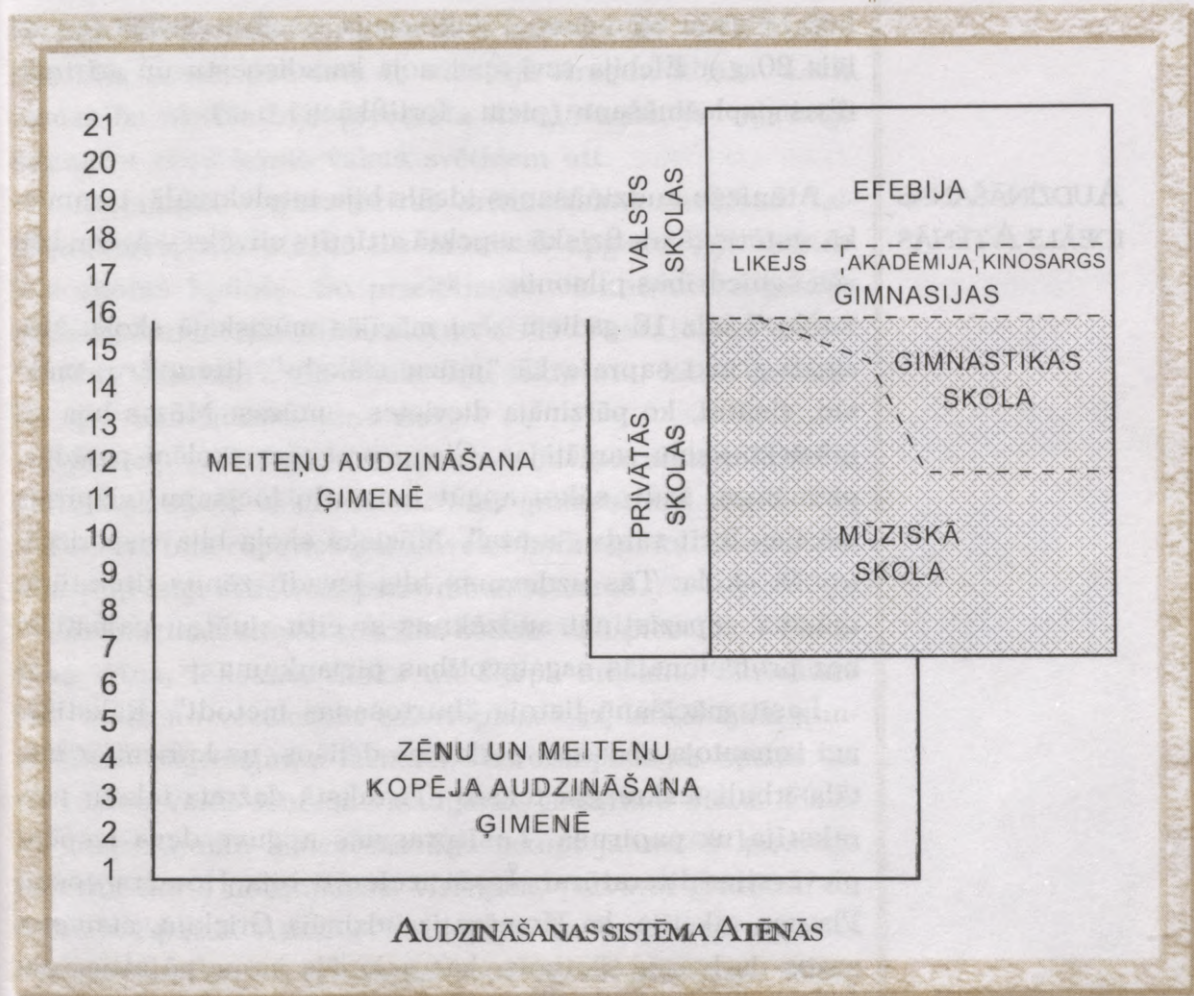 21
20
19
18
17
16
15
14
13
12
11
10
9
8
7
6
5
4
3
2
1
VALSTS
SKOLAS
EFEBIJA
LIKEJS ,AKADĒMIJA,KINOSARGS
GIMNASIJAS
PRIVĀTĀS
SKOLAS
GIMNASTIKAS
SKOLA
MŪZISKĀ
SKOLA
MEITEŅU AUDZINĀŠANA
ĢIMENĒ
ZĒNU UN MEITEŅU
KOPĒJA AUDZINĀŠANA
ĢIMENĒ
AUDZINĀŠANAS SISTĒMA ATĒNĀS